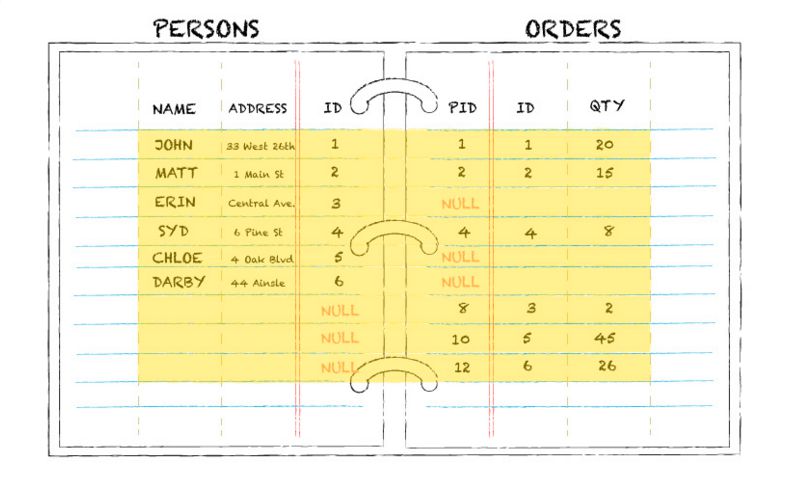 PERSONS ORDERS
NAME ADDRESS ID PID ID QTY
JOHN 33 West 26th 1 1 1 20
MATT 1 Main St 2 2 2 15
ERIN Central Ave. 3 NULL
SYD 6 Pine St 4 4 4 8
CHLOE 4 Oak Blvd 5 NULL
DARBY 44 Ainsle 6 NULL
NULL 8 3 2
NULL 10 5 45
NULL 12 6 26